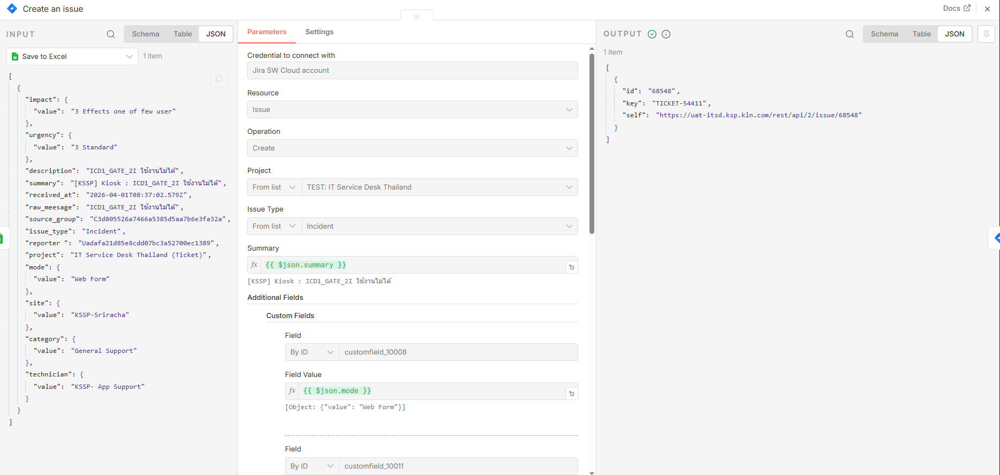 Create an issue
Docs
INPUT
Schema
Table
JSON
Save to Excel
1 item
[
{
"impact": {
"value": "3 Effects one of few user"
},
"urgency": {
"value": "3 Standard"
},
"description": "ICD1_GATE_2I ใช้งานไม่ได้",
"summary": "[KSSP] Kiosk : ICD1_GATE_2I ใช้งานไม่ได้",
"received_at": "2026-04-01T08:37:02.579Z",
"raw_meesage": "ICD1_GATE_2I ใช้งานไม่ได้",
"source_group": "C3d805526a7466a5385d5aa7b6e3fa32a",
"issue_type": "Incident",
"reporter ": "Uadafa21d85e8cdd07bc3a52700ec1389",
"project": "IT Service Desk Thailand (Ticket)",
"mode": {
"value": "Web Form"
},
"site": {
"value": "KSSP-Sriracha"
},
"category": {
"value": "General Support"
},
"technician": {
"value": "KSSP- App Support"
}
}
]
Parameters
Settings
Credential to connect with
Jira SW Cloud account
Resource
Issue
Operation
Create
Project
From list
TEST: IT Service Desk Thailand
Issue Type
From list
Incident
Summary
fx
{{ $json.summary }}
[KSSP] Kiosk : ICD1_GATE_2I ใช้งานไม่ได้
Additional Fields
Custom Fields
Field
By ID
customfield_10008
Field Value
fx
{{ $json.mode }}
[Object: {"value": "Web Form"}]
Field
By ID
customfield_10011
OUTPUT
Schema
Table
JSON
1 item
[
{
"id": "68548",
"key": "TICKET-54411",
"self": "https://uat-itsd.ksp.kln.com/rest/api/2/issue/68548"
}
]